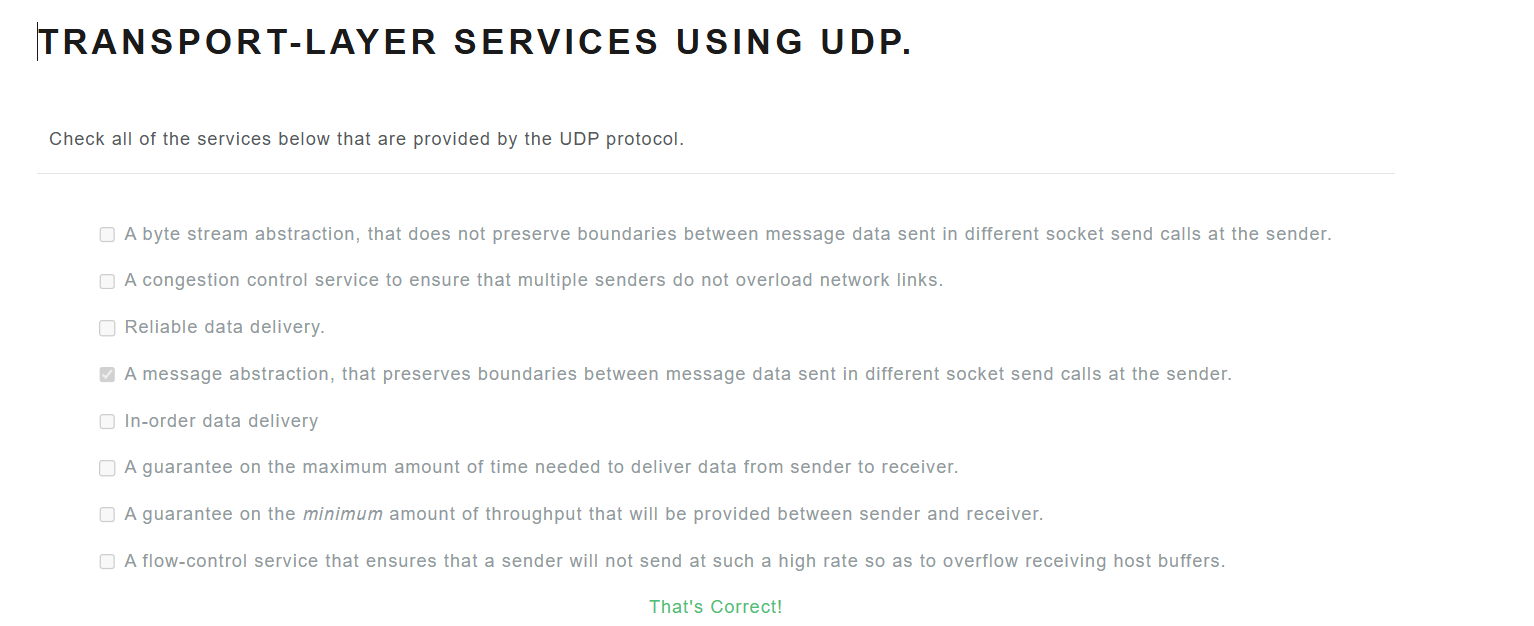 TRANSPORT-LAYER SERVICES USING UDP.
Check all of the services below that are provided by the UDP protocol.
A byte stream abstraction, that does not preserve boundaries between message data sent in different socket send calls at the sender.
A congestion control service to ensure that multiple senders do not overload network links.
Reliable data delivery.
A message abstraction, that preserves boundaries between message data sent in different socket send calls at the sender.
In-order data delivery
A guarantee on the maximum amount of time needed to deliver data from sender to receiver.
A guarantee on the minimum amount of throughput that will be provided between sender and receiver.
A flow-control service that ensures that a sender will not send at such a high rate so as to overflow receiving host buffers.
That's Correct!